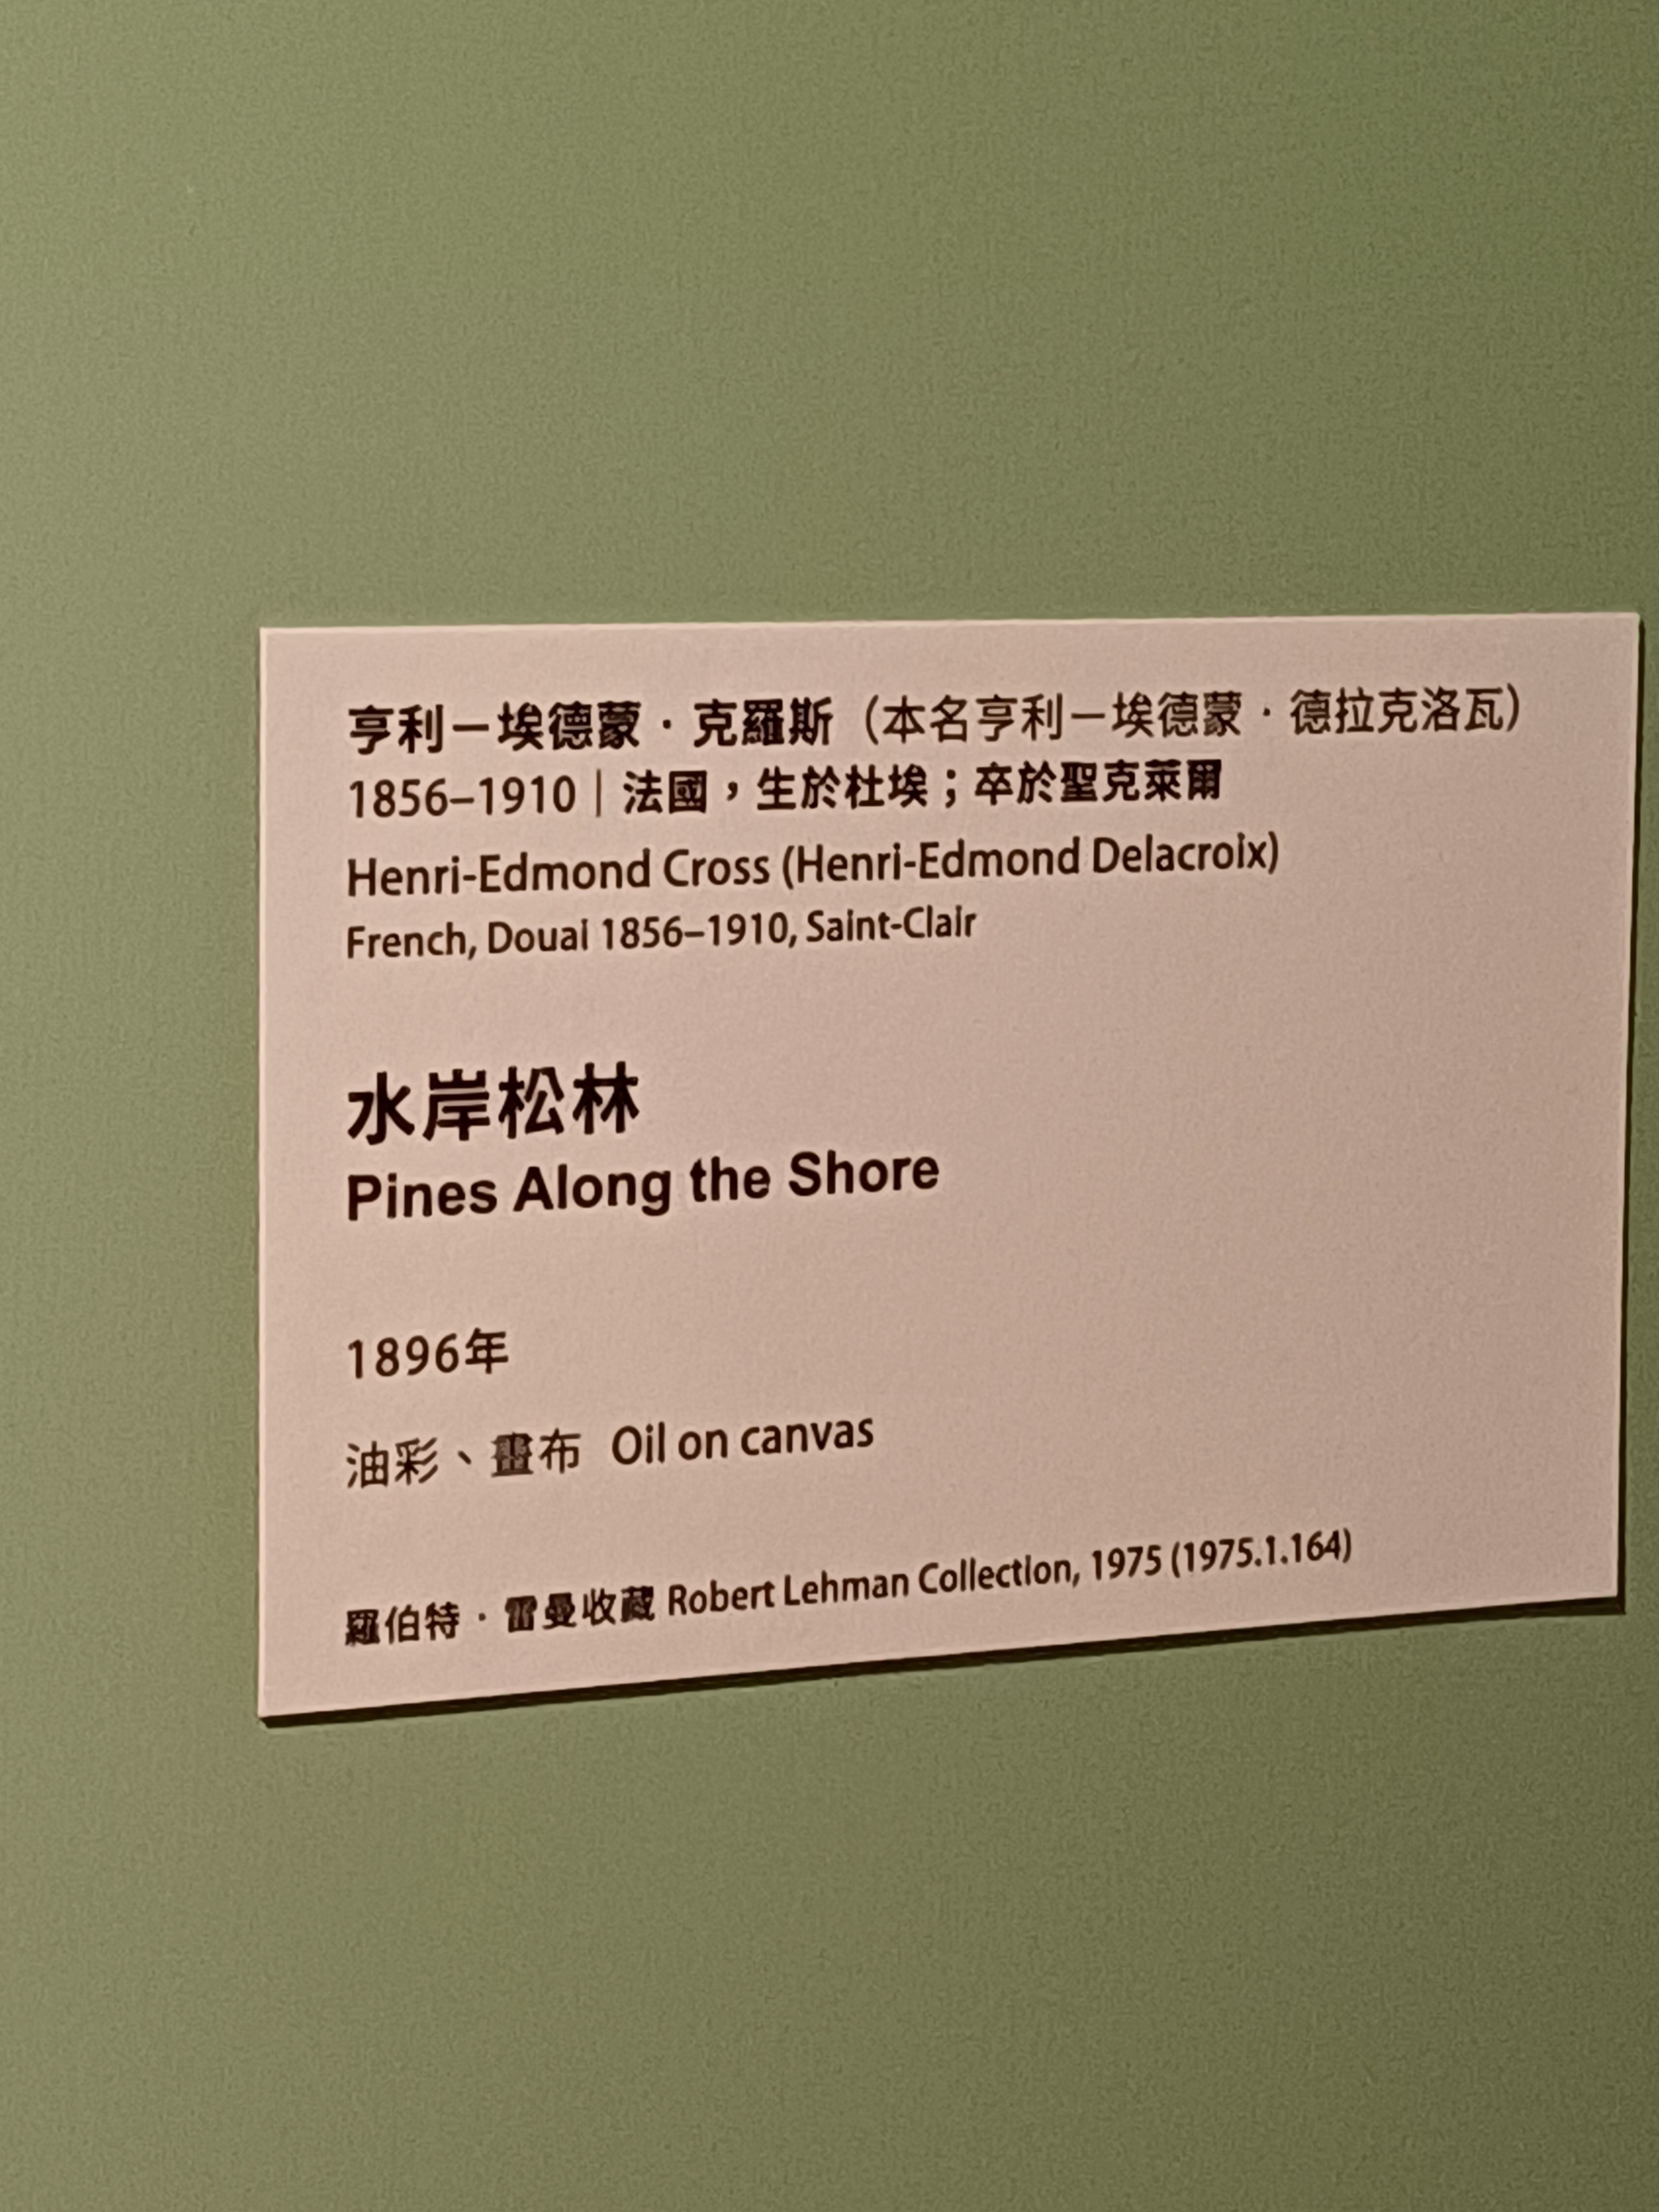 亨利－埃德蒙．克羅斯（本名亨利－埃德蒙．德拉克洛瓦）
1856–1910｜法國，生於杜埃；卒於聖克萊爾
Henri-Edmond Cross (Henri-Edmond Delacroix)
French, Douai 1856–1910, Saint-Clair
水岸松林
Pines Along the Shore
1896年
油彩、畫布 Oil on canvas
羅伯特．雷曼收藏 Robert Lehman Collection, 1975 (1975.1.164)